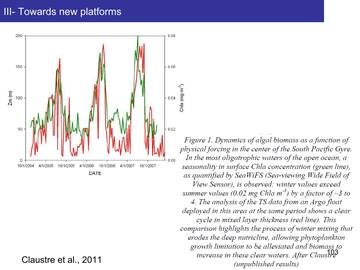 III- Towards new platforms
200
150
100
50
0
0.08
0.06
0.04
0.02
0.00
Zm (m)
Chla (mg m-3)
DATE
Figure 1. Dynamics of algal biomass as a function of
physical forcing in the center of the South Pacific Gyre.
In the most oligotrophic waters of the open ocean, a
seasonality in surface Chla concentration (green line),
as quantified by SeaWiFS (Sea-viewing Wide Field of
View Sensor), is observed: winter values exceed
summer values (0.02 mg Chla m-3) by a factor of ~3 to
4. The analysis of the TS data from an Argo float
deployed in this area at the same period shows a clear
cycle in mixed layer thickness (red line). This
comparison highlights the process of winter mixing that
erodes the deep nutricline, allowing phytoplankton
growth limitation to be alleviated and biomass to
increase in these clear waters. After Claustre
(unpublished results)
103
Claustre et al., 2011